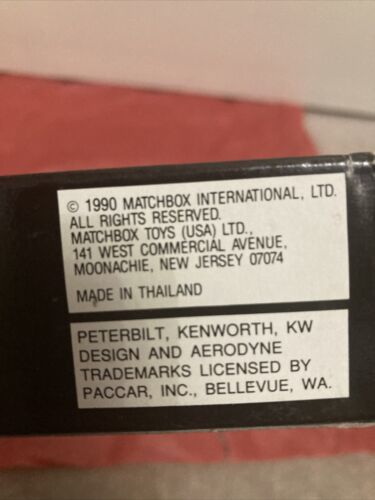 © 1990 MATCHBOX INTERNATIONAL, LTD.
ALL RIGHTS RESERVED.
MATCHBOX TOYS (USA) LTD.,
141 WEST COMMERCIAL AVENUE,
MOONACHIE, NEW JERSEY 07074
MADE IN THAILAND
PETERBILT, KENWORTH, KW
DESIGN AND AERODYNE
TRADEMARKS LICENSED BY
PACCAR, INC., BELLEVUE, WA.